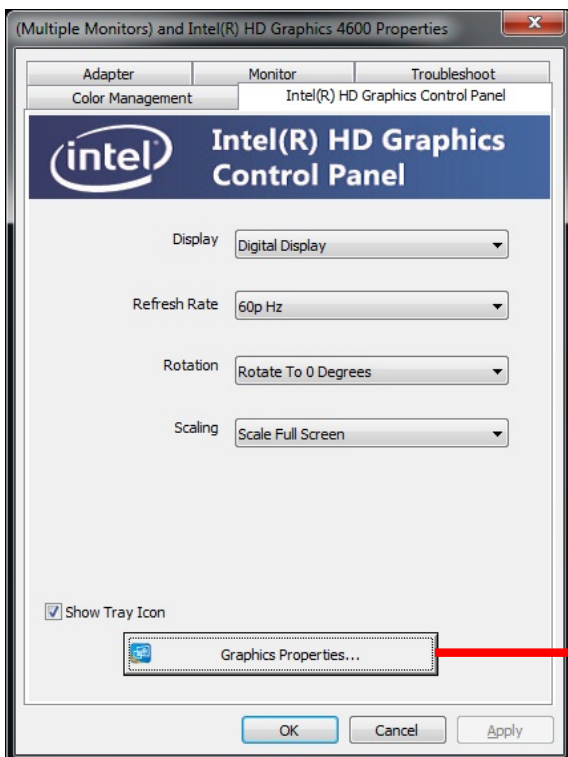 (Multiple Monitors) and Intel(R) HD Graphics 4600 Properties
x
Adapter Monitor Troubleshoot
Color Management Intel(R) HD Graphics Control Panel
intel Intel(R) HD Graphics
Control Panel
Display Digital Display
Refresh Rate 60p Hz
Rotation Rotate To 0 Degrees
Scaling Scale Full Screen
Show Tray Icon
Graphics Properties...
OK Cancel Apply